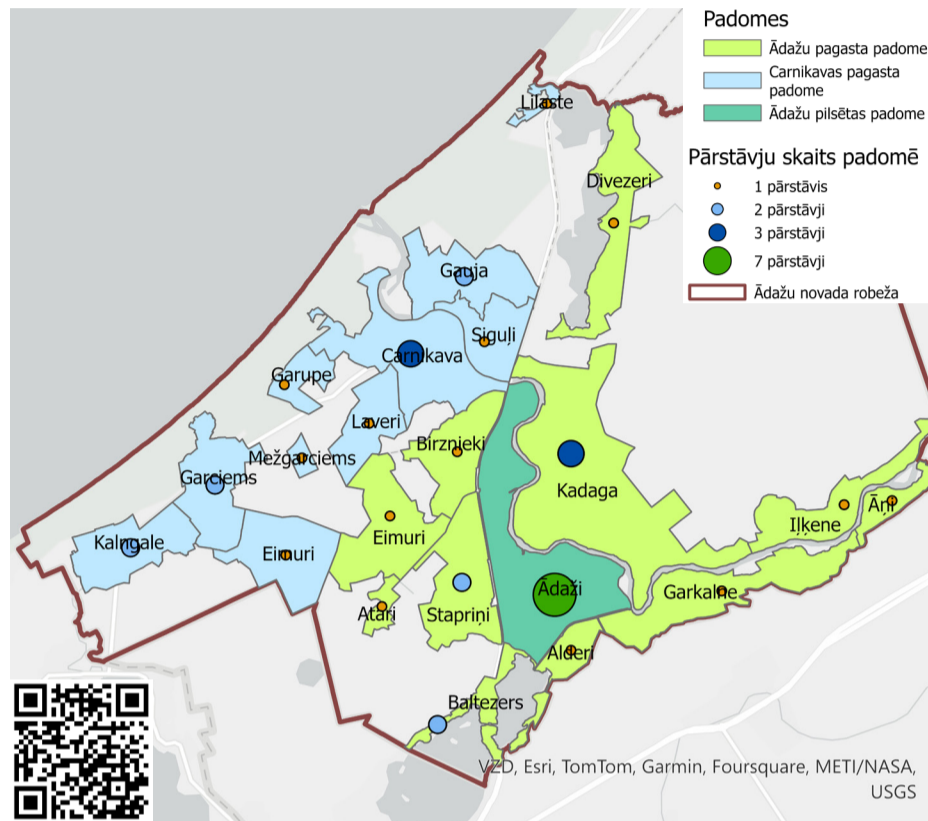 Padomes
Ādažu pagasta padome
Carnikavas pagasta
padome
Ādažu pilsētas padome
Pārstāvju skaits padomē
1 pārstāvis
2 pārstāvji
3 pārstāvji
7 pārstāvji
Ādažu novada robeža
Lilaste
Divezeri
Gauja
Siguļi
Carnikava
Garupe
Laveri
Birznieki
Mežgarciems
Garciems
Kadaga
Iļķene
Āņi
Kalngale
Eimuri
Eimuri
Ādaži
Garkalne
Atari
Stapriņi
Alderi
Baltezers
VZD, Esri, TomTom, Garmin, Foursquare, METI/NASA,
USGS